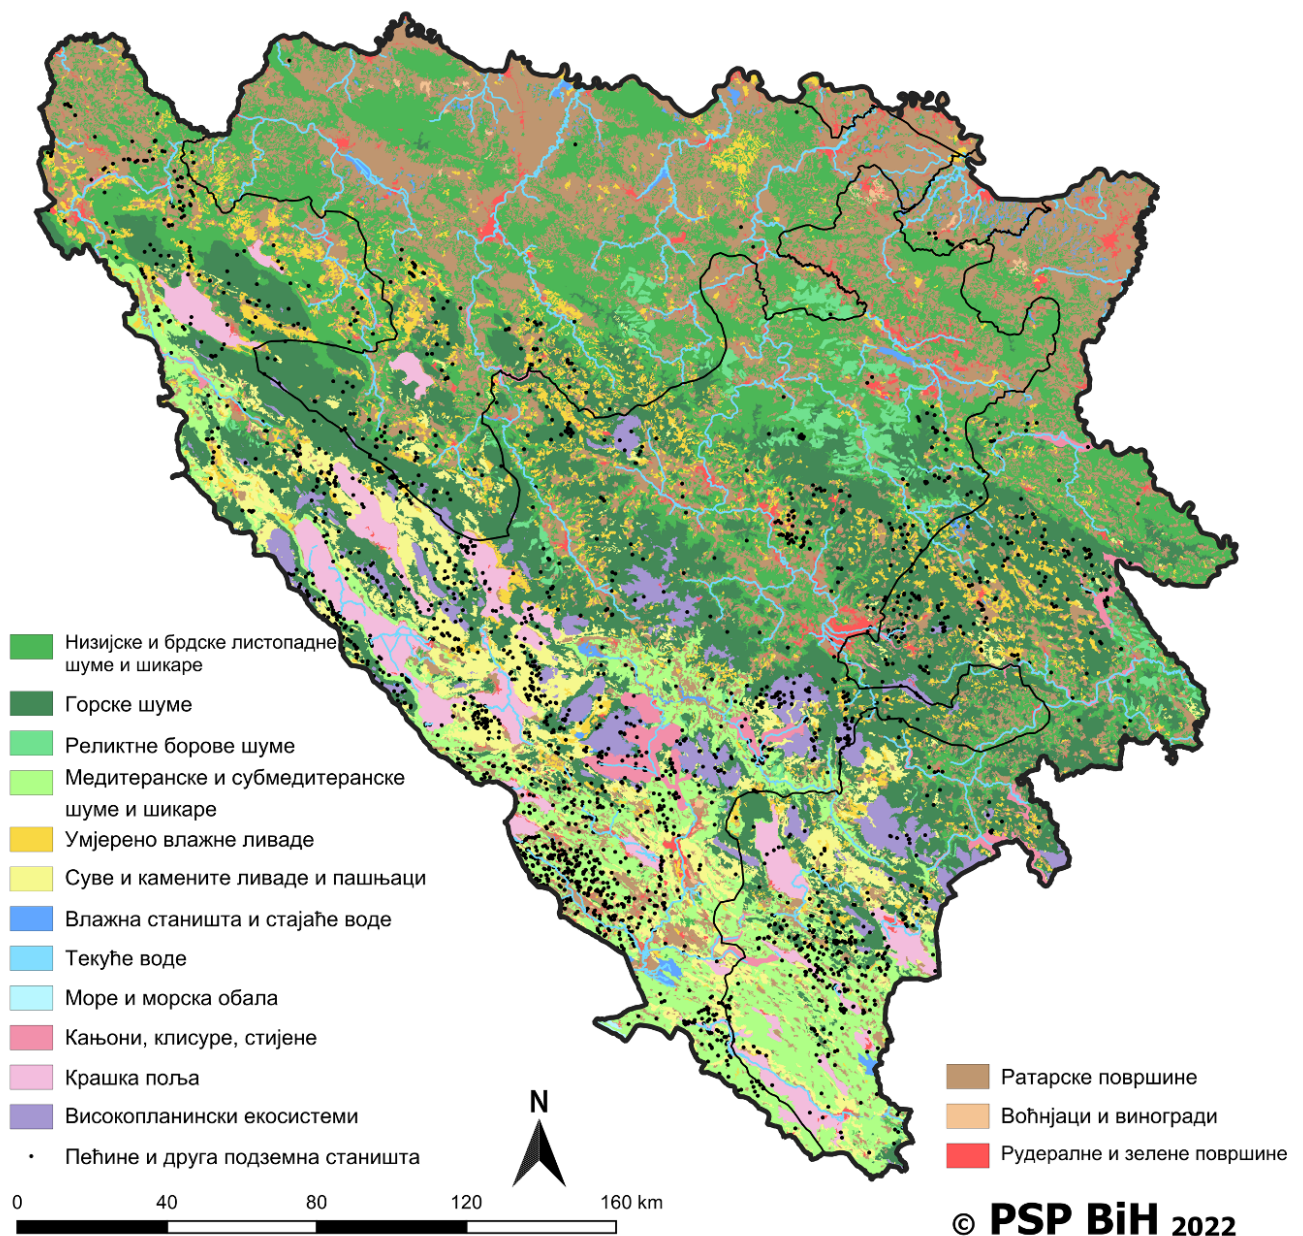 Низијске и брдске листопадне
шуме и шикаре
Горске шуме
Реликтне борове шуме
Медитеранске и субмедитеранске
шуме и шикаре
Умјерено влажне ливаде
Суве и камените ливаде и пашњаци
Влажна станишта и стајаће воде
Текуће воде
Море и морска обала
Кањони, клисуре, стијене
Крашка поља
Високопланински екосистеми
Пећине и друга подземна станишта
0 40 80 120 160 km
N
Ратарске површине
Воћњаци и виногради
Рудералне и зелене површине
© PSP BiH 2022